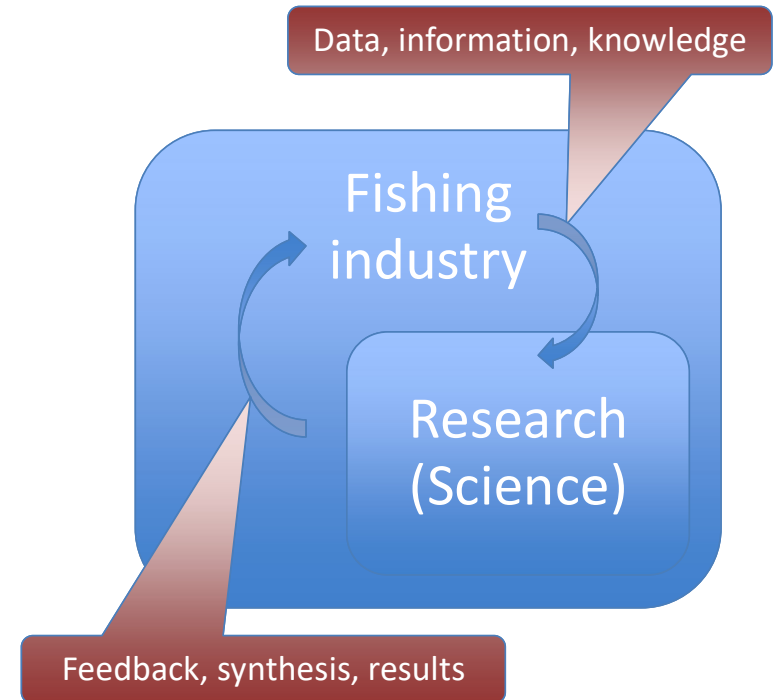 Data, information, knowledge
Fishing
industry
Research
(Science)
Feedback, synthesis, results